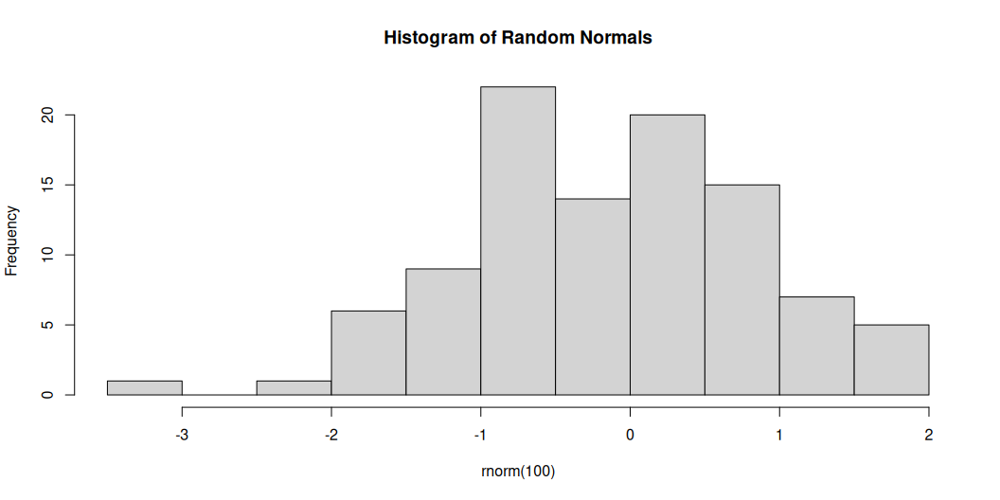 Histogram of Random Normals
Frequency
20
15
10
5
0
-3 -2 -1 0 1 2
rnorm(100)